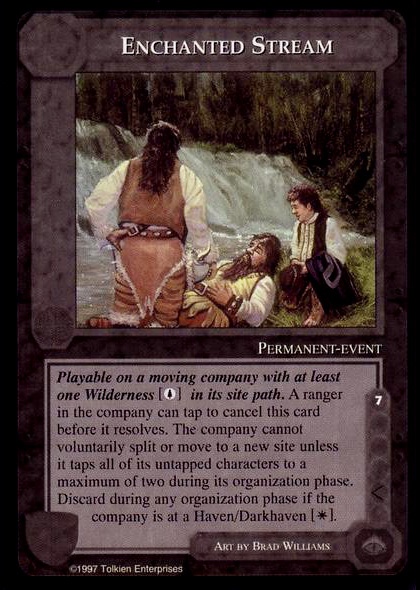 ENCHANTED STREAM
PERMANENT-EVENT
Playable on a moving company with at least
one Wilderness [] in its site path. A ranger
in the company can tap to cancel this card
before it resolves. The company cannot
voluntarily split or move to a new site unless
it taps all of its untapped characters to a
maximum of two during its organization phase.
Discard during any organization phase if the
company is at a Haven/Darkhaven [☀].
7
ART BY BRAD WILLIAMS
©1997 Tolkien Enterprises